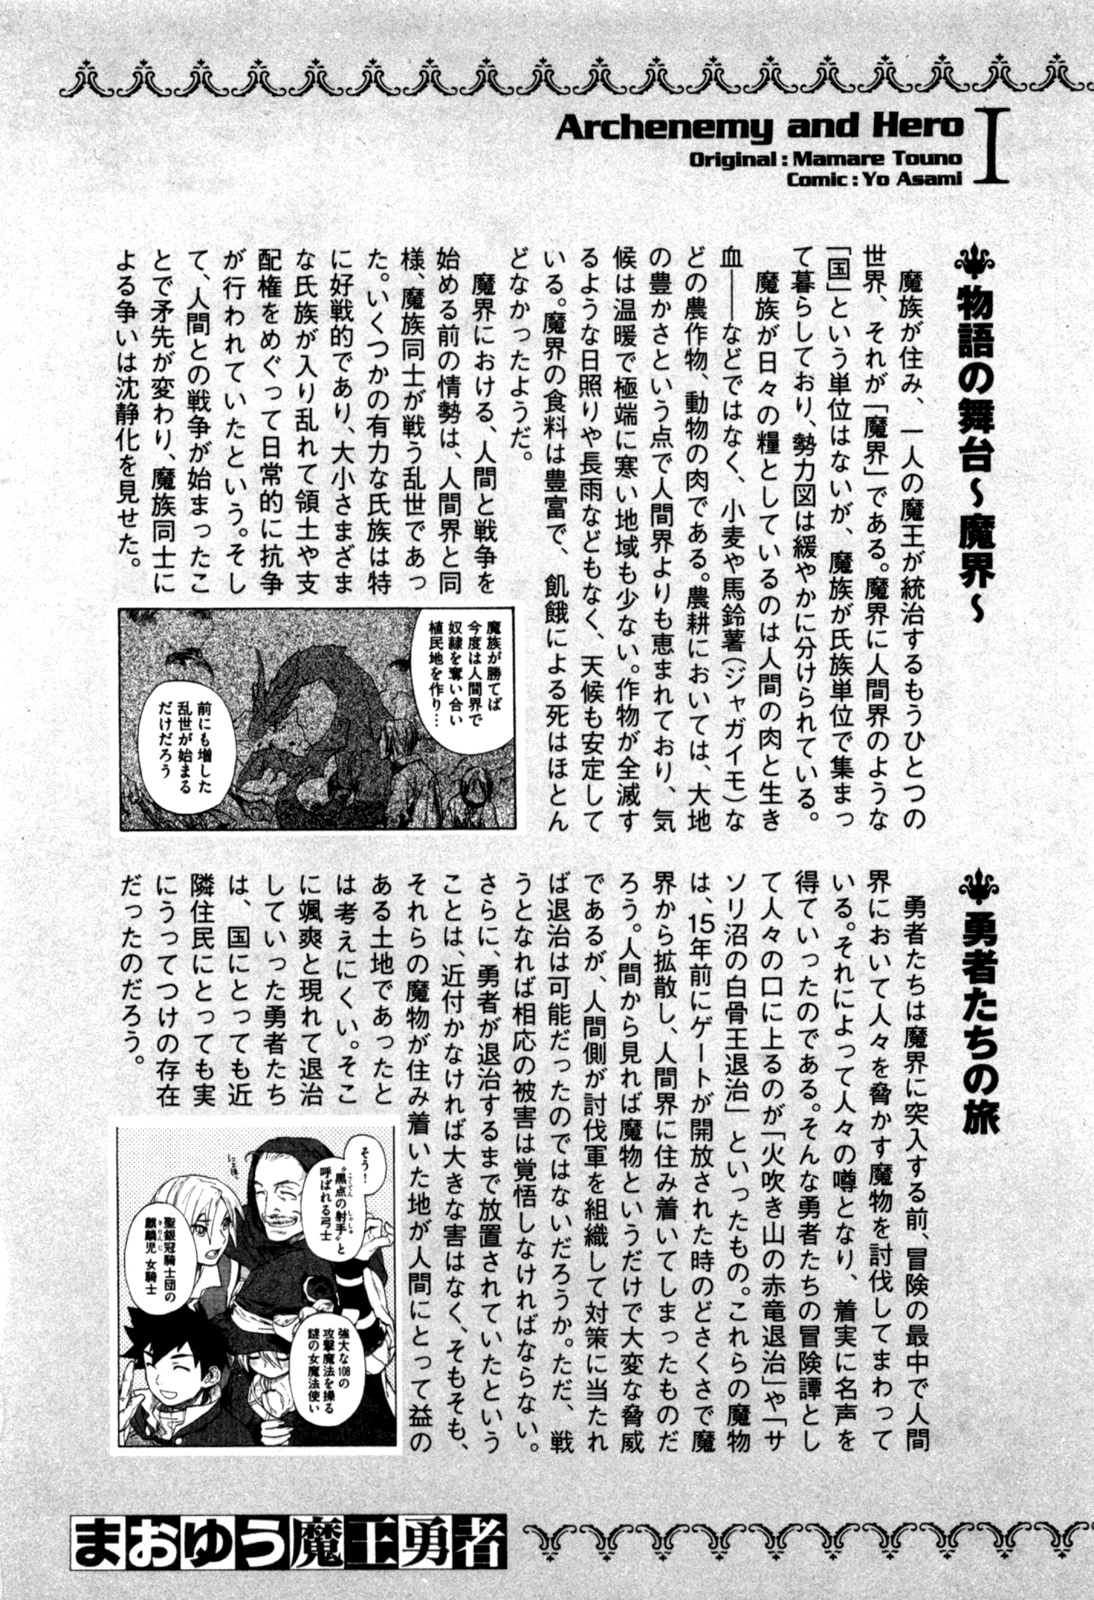 Archenemy and Hero I
Original : Mamare Touno
Comic : Yo Asami
物語の舞台～魔界～
魔族が住み、一人の魔王が統治するもうひとつの
世界、それが「魔界」である。魔界に人間界のような
「国」という単位はないが、魔族が氏族単位で集まっ
て暮らしており、勢力図は緩やかに分けられている。
魔族が日々の糧としているのは人間の肉と生き
血――などではなく、小麦や馬鈴薯（ジャガイモ）な
どの農作物、動物の肉である。農耕においては、大地
の豊かさという点で人間界よりも恵まれており、気
候は温暖で極端に寒い地域も少ない。作物が全滅す
るような日照りや長雨などもなく、天候も安定して
いる。魔界の食料は豊富で、飢餓による死はほとん
どなかったようだ。
魔界における、人間と戦争を
始める前の情勢は、人間界と同
様、魔族同士が戦う乱世であっ
た。いくつかの有力な氏族は特
に好戦的であり、大小さまざま
な氏族が入り乱れて領土や支
配権をめぐって日常的に抗争
が行われていたという。そし
て、人間との戦争が始まったこ
とで矛先が変わり、魔族同士に
よる争いは沈静化を見せた。
魔族が勝てば
今度は人間界で
奴隷を奪い合い
植民地を作り…
前にも増した
乱世が始まる
だけだろう
勇者たちの旅
勇者たちは魔界に突入する前、冒険の最中で人間
界において人々を脅かす魔物を討伐してまわって
いる。それによって人々の噂となり、着実に名声を
得ていったのである。そんな勇者たちの冒険譚とし
て人々の口に上るのが「火吹き山の赤竜退治」や「サ
ソリ沼の白骨王退治」といったもの。これらの魔物
は、15年前にゲートが開放された時のどさくさで魔
界から拡散し、人間界に住み着いてしまったものだ
ろう。人間から見れば魔物というだけで大変な脅威
であるが、人間側が討伐軍を組織して対策に当たれ
ば退治は可能だったのではないだろうか。ただ、戦
うとなれば相応の被害は覚悟しなければならない。
さらに、勇者が退治するまで放置されていたという
ことは、近付かなければ大きな害はなく、そもそも、
それらの魔物が住み着いた地が人間にとって益の
ある土地であったと
は考えにくい。そこ
に颯爽と現れて退治
していった勇者たち
は、国にとっても近
隣住民にとっても実
にうってつけの存在
だったのだろう。
そう！
“黒点の射手”と
呼ばれる弓士
聖銀冠騎士団の
麒麟児 女騎士
強大な108の
攻撃魔法を操る
謎の女魔法使い
まおゆう魔王勇者